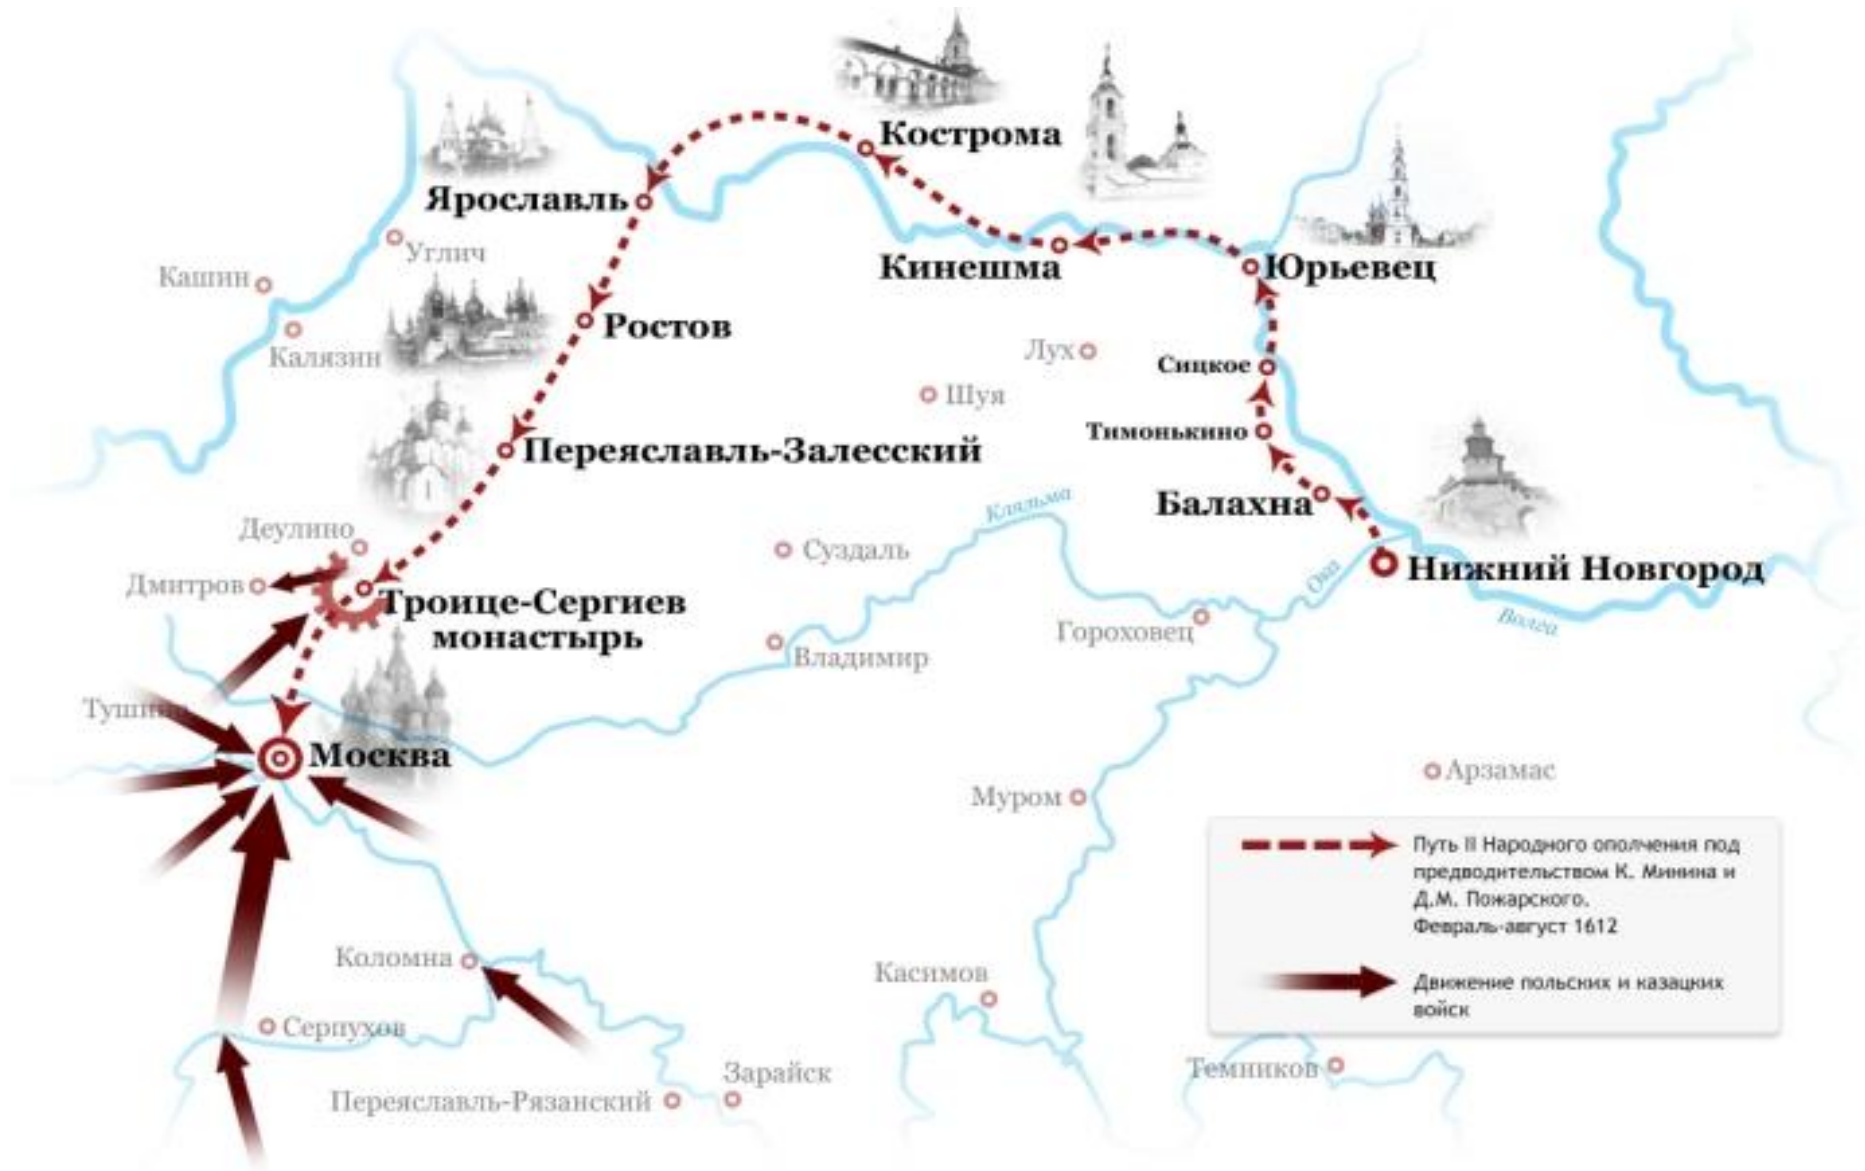 Кострома
Ярославль
Углич
Кашин
Кинешма
Юрьевец
Ростов
Калязин
Лух
Сицкое
Шуя
Тимонькино
Переяславль-Залесский
Балахна
Клязьма
Деулино
Суздаль
Нижний Новгород
Дмитров
Ока
Троице-Сергиев
монастырь
Волга
Гороховец
Владимир
Москва
Арзамас
Муром
Путь II Народного ополчения под
предводительством К. Минина и
Д.М. Пожарского.
Февраль-август 1612
Коломна
Касимов
Движение польских и казацких
войск
Серпухов
Темников
Зарайск
Переяславль-Рязанский